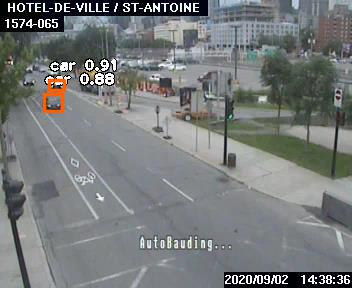 HOTEL-DE-VILLE / ST-ANTOINE
1574-065
car 0.91
car 0.88
AutoBauding...
2020/09/02 14:38:36